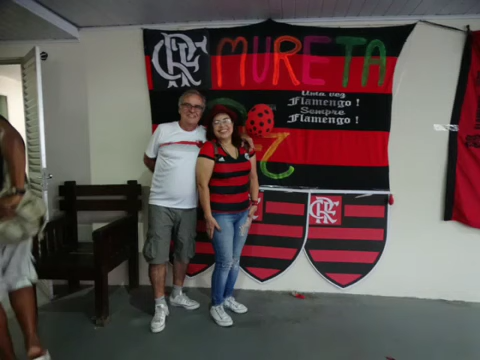 CRF MURETA
Uma vez
Flamengo !
Sempre
Flamengo !
CRF